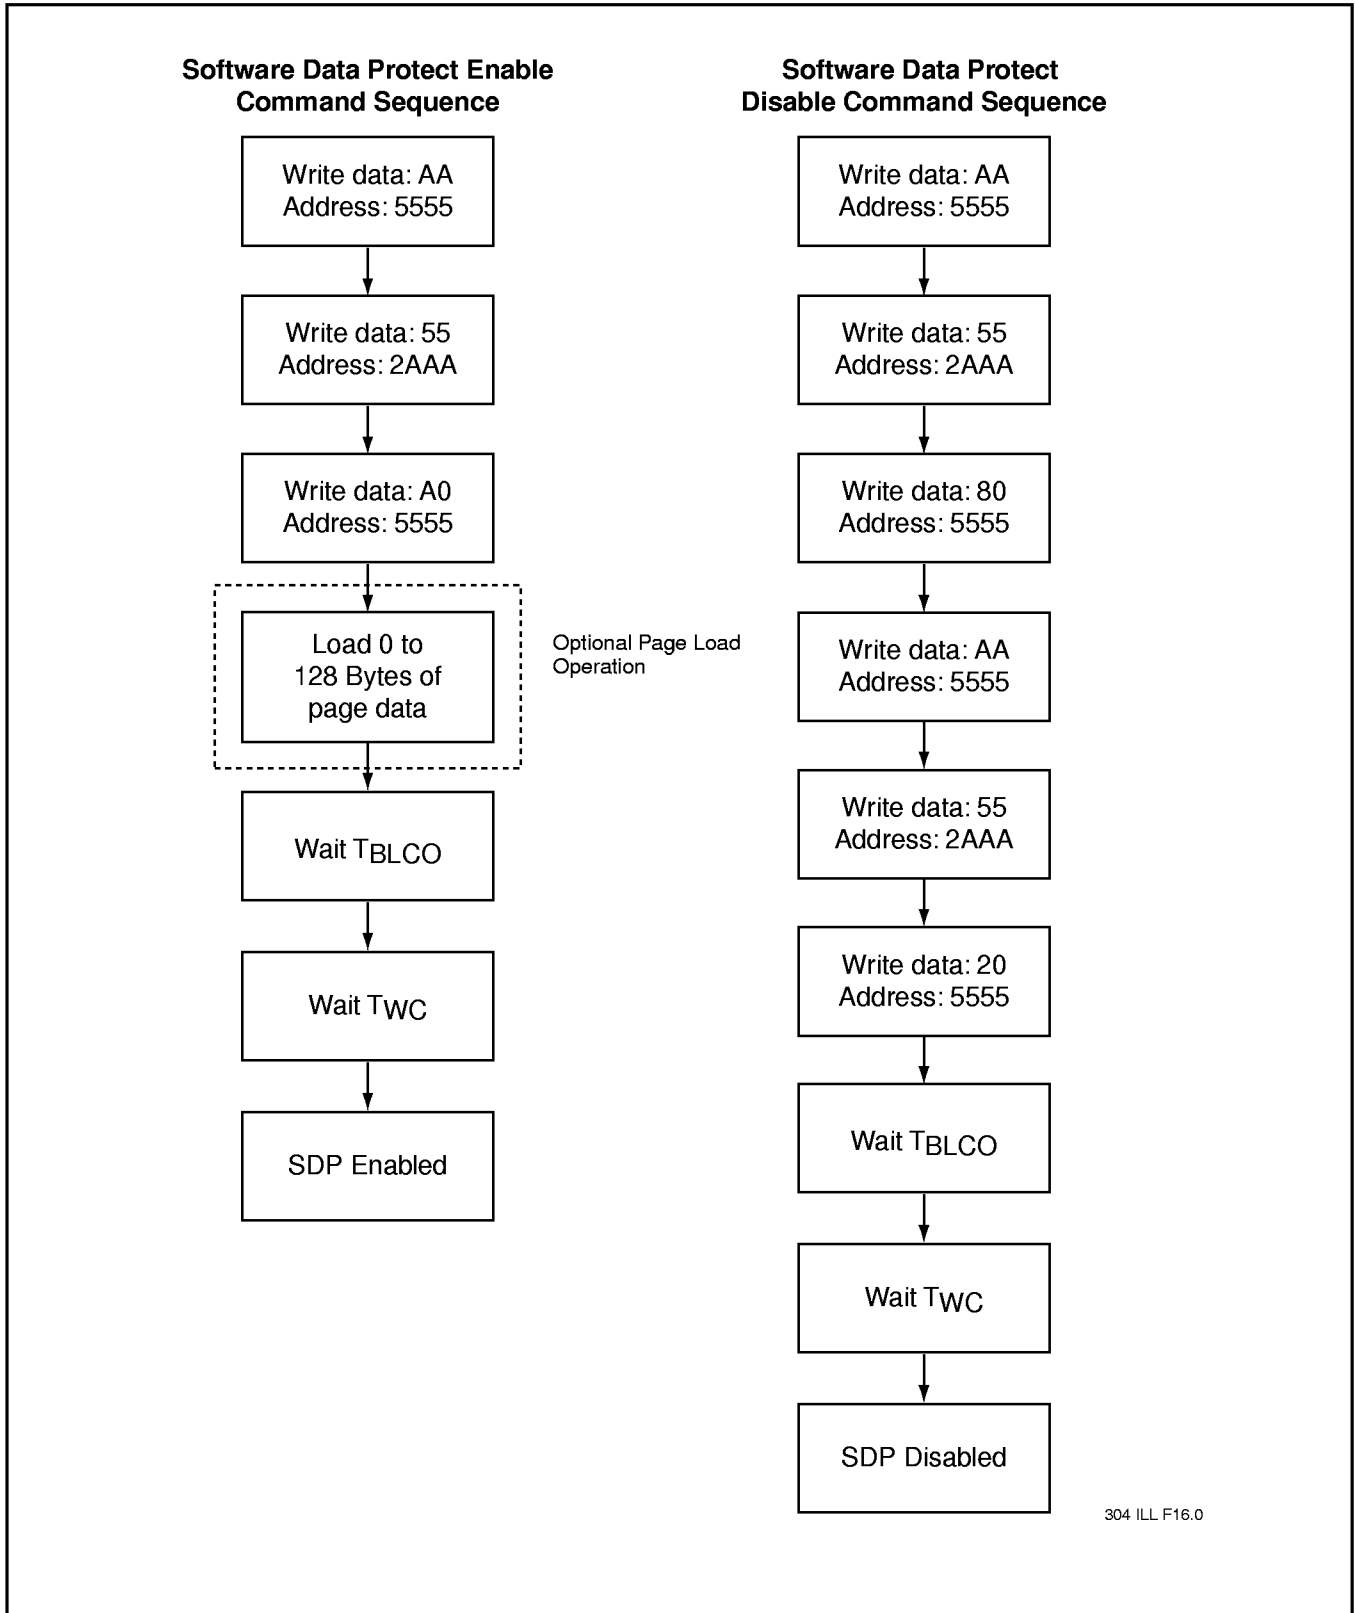 Software Data Protect Enable
Command Sequence
Write data: AA
Address: 5555
Write data: 55
Address: 2AAA
Write data: A0
Address: 5555
Load 0 to
128 Bytes of
page data
Optional Page Load
Operation
Wait TBLCO
Wait TWC
SDP Enabled
Software Data Protect
Disable Command Sequence
Write data: AA
Address: 5555
Write data: 55
Address: 2AAA
Write data: 80
Address: 5555
Write data: AA
Address: 5555
Write data: 55
Address: 2AAA
Write data: 20
Address: 5555
Wait TBLCO
Wait TWC
SDP Disabled
304 ILL F16.0